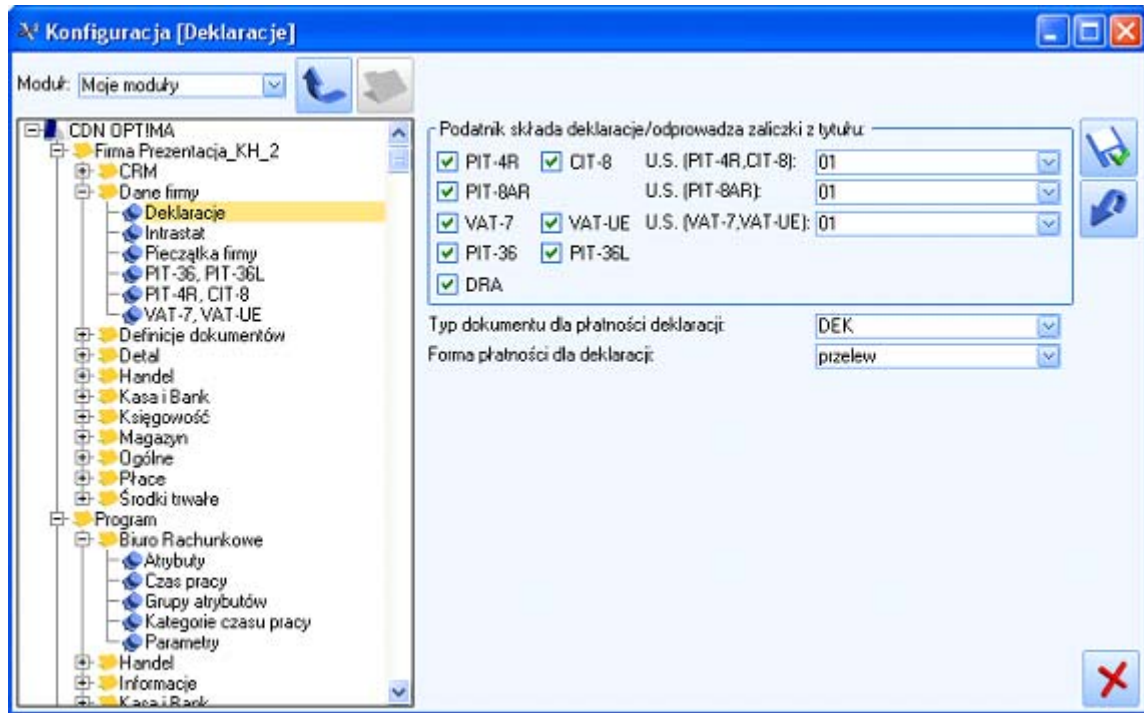 Konfiguracja [Deklaracje]
Moduł: Moje moduły
CDN OPTIMA
Firma Prezentacja_KH_2
CRM
Dane firmy
Deklaracje
Intrastat
Pieczątka firmy
PIT-36, PIT-36L
PIT-4R, CIT-8
VAT-7, VAT-UE
Definicje dokumentów
Detal
Handel
Kasa i Bank
Księgowość
Magazyn
Ogólne
Płace
Środki trwałe
Program
Biuro Rachunkowe
Atrybuty
Czas pracy
Grupy atrybutów
Kategorie czasu pracy
Parametry
Handel
Informacje
Kasa i Bank
Podatnik składa deklaracje/odprowadza zaliczki z tytułu:
PIT-4R CIT-8 U.S. (PIT-4R,CIT-8): 01
PIT-8AR U.S. (PIT-8AR): 01
VAT-7 VAT-UE U.S. (VAT-7,VAT-UE): 01
PIT-36 PIT-36L
DRA
Typ dokumentu dla płatności deklaracji: DEK
Forma płatności dla deklaracji: przelew